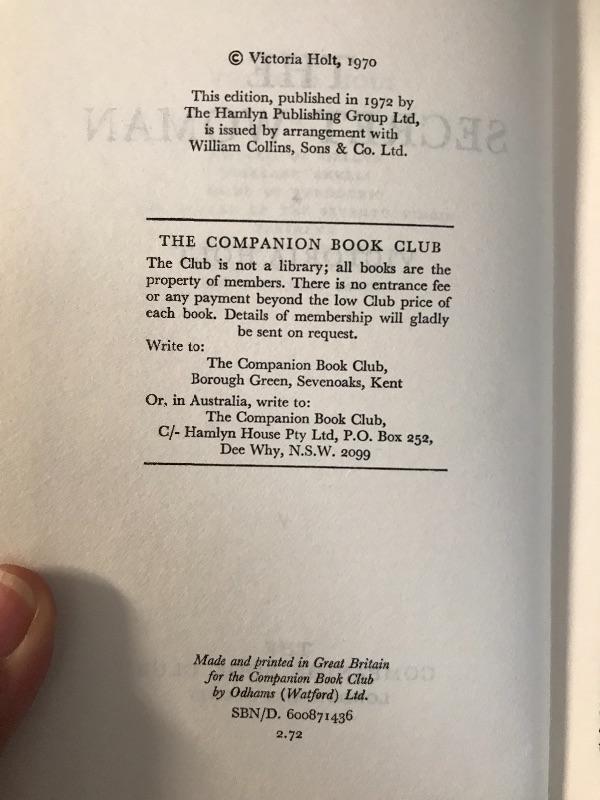 © Victoria Holt, 1970
This edition, published in 1972 by
The Hamlyn Publishing Group Ltd,
is issued by arrangement with
William Collins, Sons & Co. Ltd.
THE COMPANION BOOK CLUB
The Club is not a library; all books are the
property of members. There is no entrance fee
or any payment beyond the low Club price of
each book. Details of membership will gladly
be sent on request.
Write to:
The Companion Book Club,
Borough Green, Sevenoaks, Kent
Or, in Australia, write to:
The Companion Book Club,
C/- Hamlyn House Pty Ltd, P.O. Box 252,
Dee Why, N.S.W. 2099
Made and printed in Great Britain
for the Companion Book Club
by Odhams (Watford) Ltd.
SBN/D. 600871436
2.72